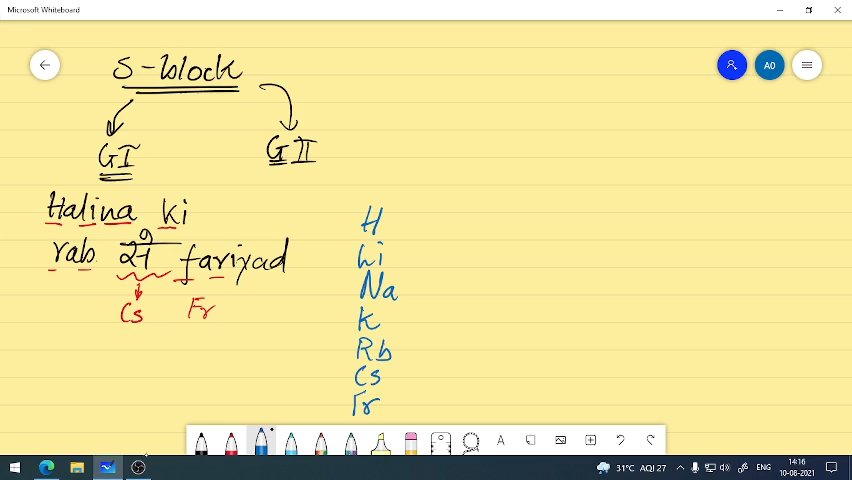 Microsoft Whiteboard
A0
S-block
GI
GII
Halina ki
rab से fariyad
Cs Fr
H
Li
Na
K
Rb
Cs
Fr
A
31°C AQI 27
ENG
14:16
10-08-2021